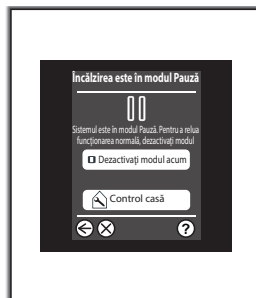 Încălzirea este în modul Pauză
Sistemul este în modul Pauză. Pentru a relua
funcționarea normală, dezactivați modul
Dezactivați modul acum
Control casă
?